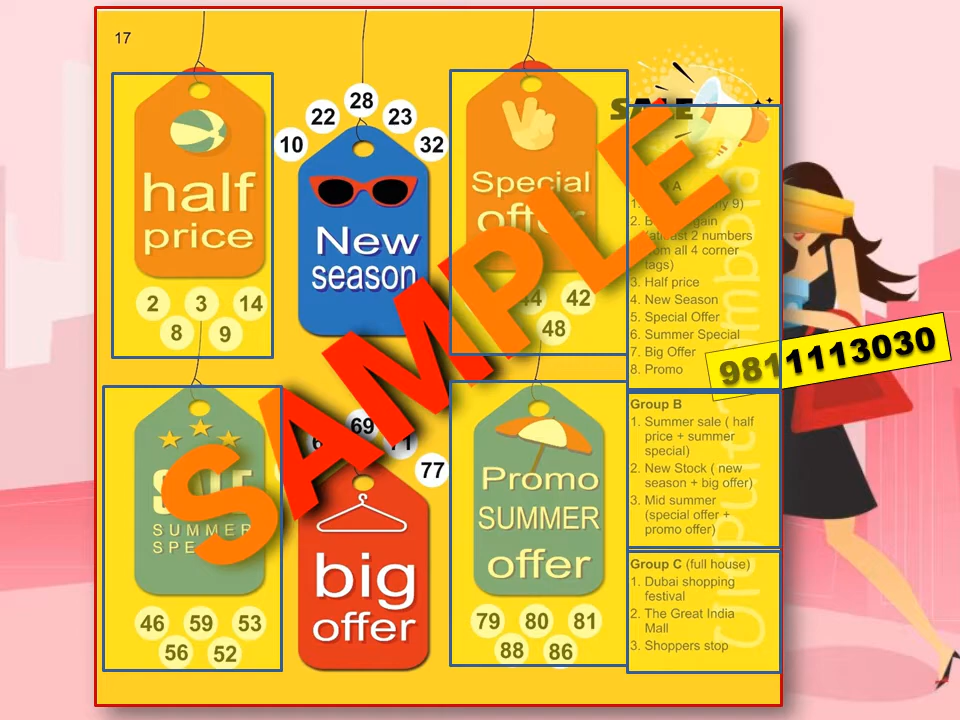 17
28
22
23
10
32
half
price
New
season
Special
offer
2
3
14
8
9
44
42
48
SALE
1.
2.
2 numbers
all 4 corner
tags)
3. Half price
4. New Season
5. Special Offer
6. Summer Special
7. Big Offer
8. Promo
9811113030
SAMPLE
69
71
77
SUMMER
46
59
53
56
52
big
offer
Promo
SUMMER
offer
79
80
81
88
86
Group B
1. Summer sale ( half
price + summer
special)
2. New Stock ( new
season + big offer)
3. Mid summer
(special offer +
promo offer)
Group C (full house)
1. Dubai shopping
festival
2. The Great India
Mall
3. Shoppers stop